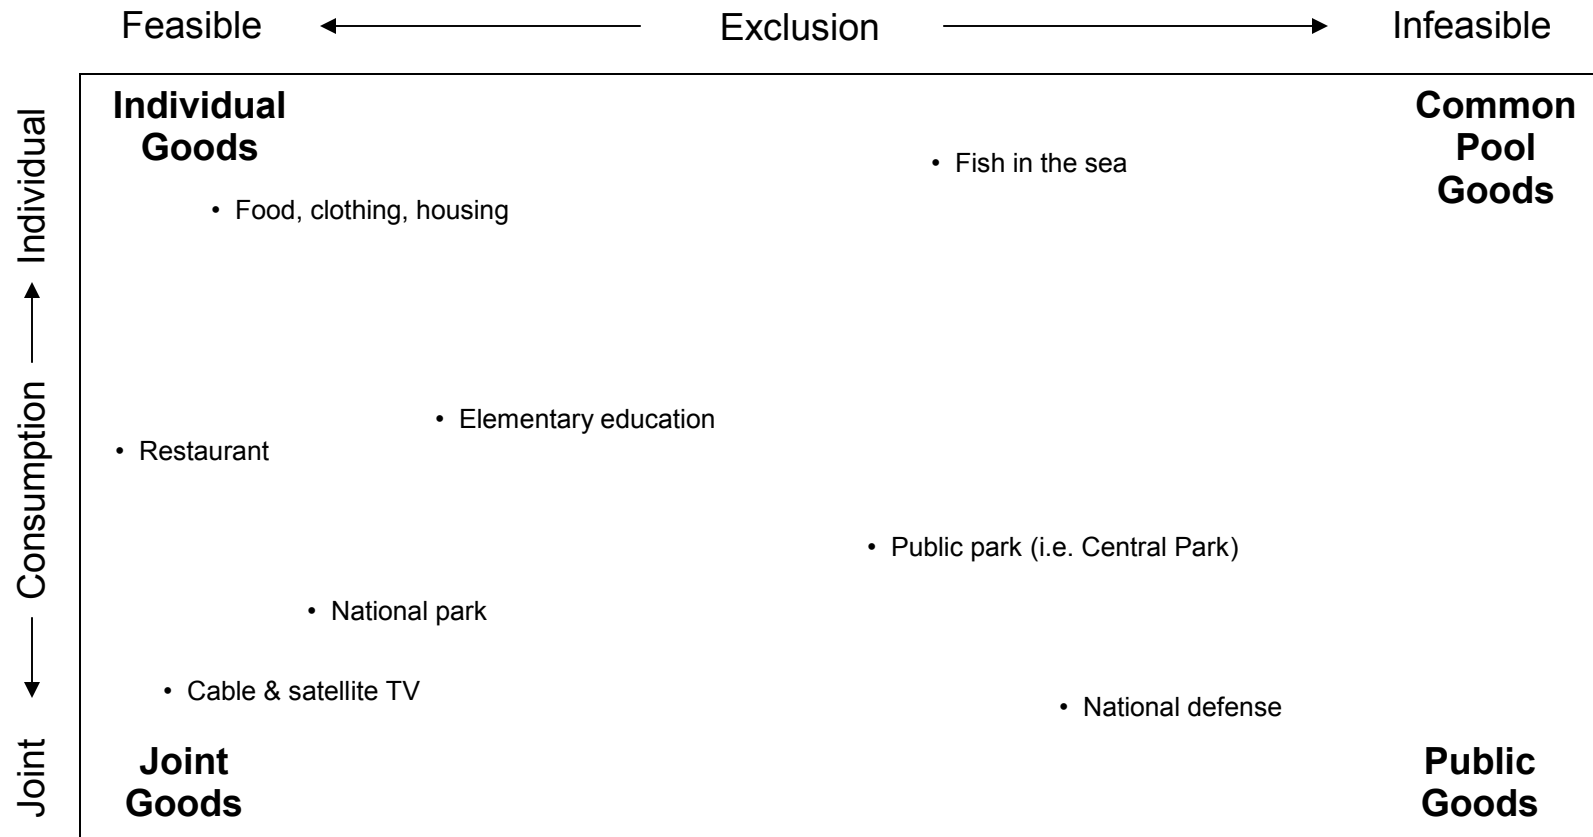 Feasible
Exclusion
Infeasible
Individual
Consumption
Joint
Individual
Goods
Common
Pool
Goods
• Fish in the sea
• Food, clothing, housing
• Elementary education
• Restaurant
• Public park (i.e. Central Park)
• National park
• Cable & satellite TV
• National defense
Joint
Goods
Public
Goods